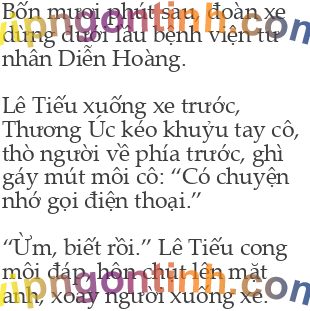 Bốn mươi phút sau, đoàn xe
dừng dưới lầu bệnh viện tư
nhân Diễn Hoàng.
Lê Tiếu xuống xe trước,
Thương Úc kéo khuỷu tay cô,
thò người về phía trước, ghì
gáy mút môi cô: “Có chuyện
nhớ gọi điện thoại.”
“Ừm, biết rồi.” Lê Tiếu cong
môi đáp, hôn chút lên mặt
anh, xoay người xuống xe.